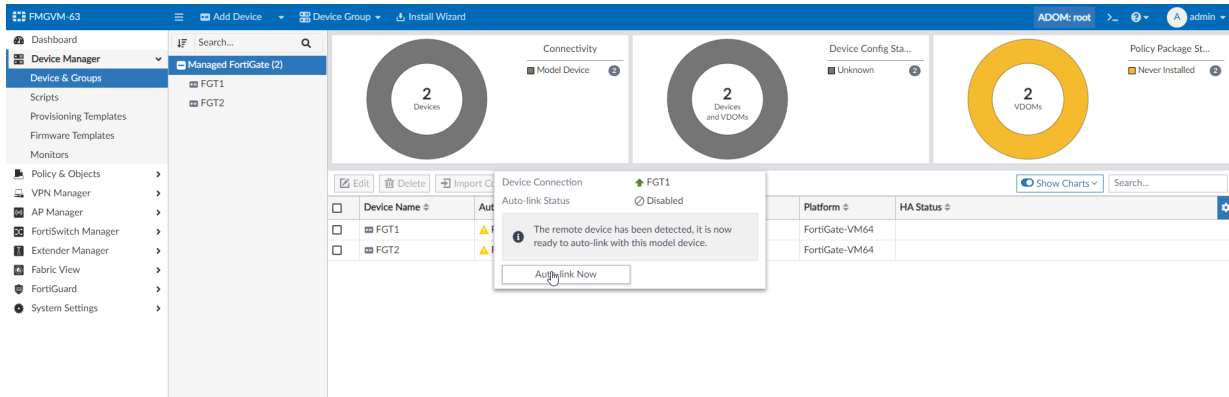 FMGVM-63
Add Device
Device Group
Install Wizard
ADOM: root
>_
?
A
admin
Dashboard
Device Manager
Device & Groups
Scripts
Provisioning Templates
Firmware Templates
Monitors
Policy & Objects
VPN Manager
AP Manager
FortiSwitch Manager
Extender Manager
Fabric View
FortiGuard
System Settings
Search...
Managed FortiGate (2)
FGT1
FGT2
2
Devices
Connectivity
Model Device 2
2
Devices
and VDOMs
Device Config Sta...
Unknown 2
2
VDOMs
Policy Package St...
Never Installed 2
Edit
Delete
Import Co
Show Charts
Search...
Device Name
Aut
Platform
HA Status
FGT1
F
FortiGate-VM64
FGT2
F
FortiGate-VM64
Device Connection FGT1
Auto-link Status Disabled
The remote device has been detected, it is now
ready to auto-link with this model device.
Auto-link Now